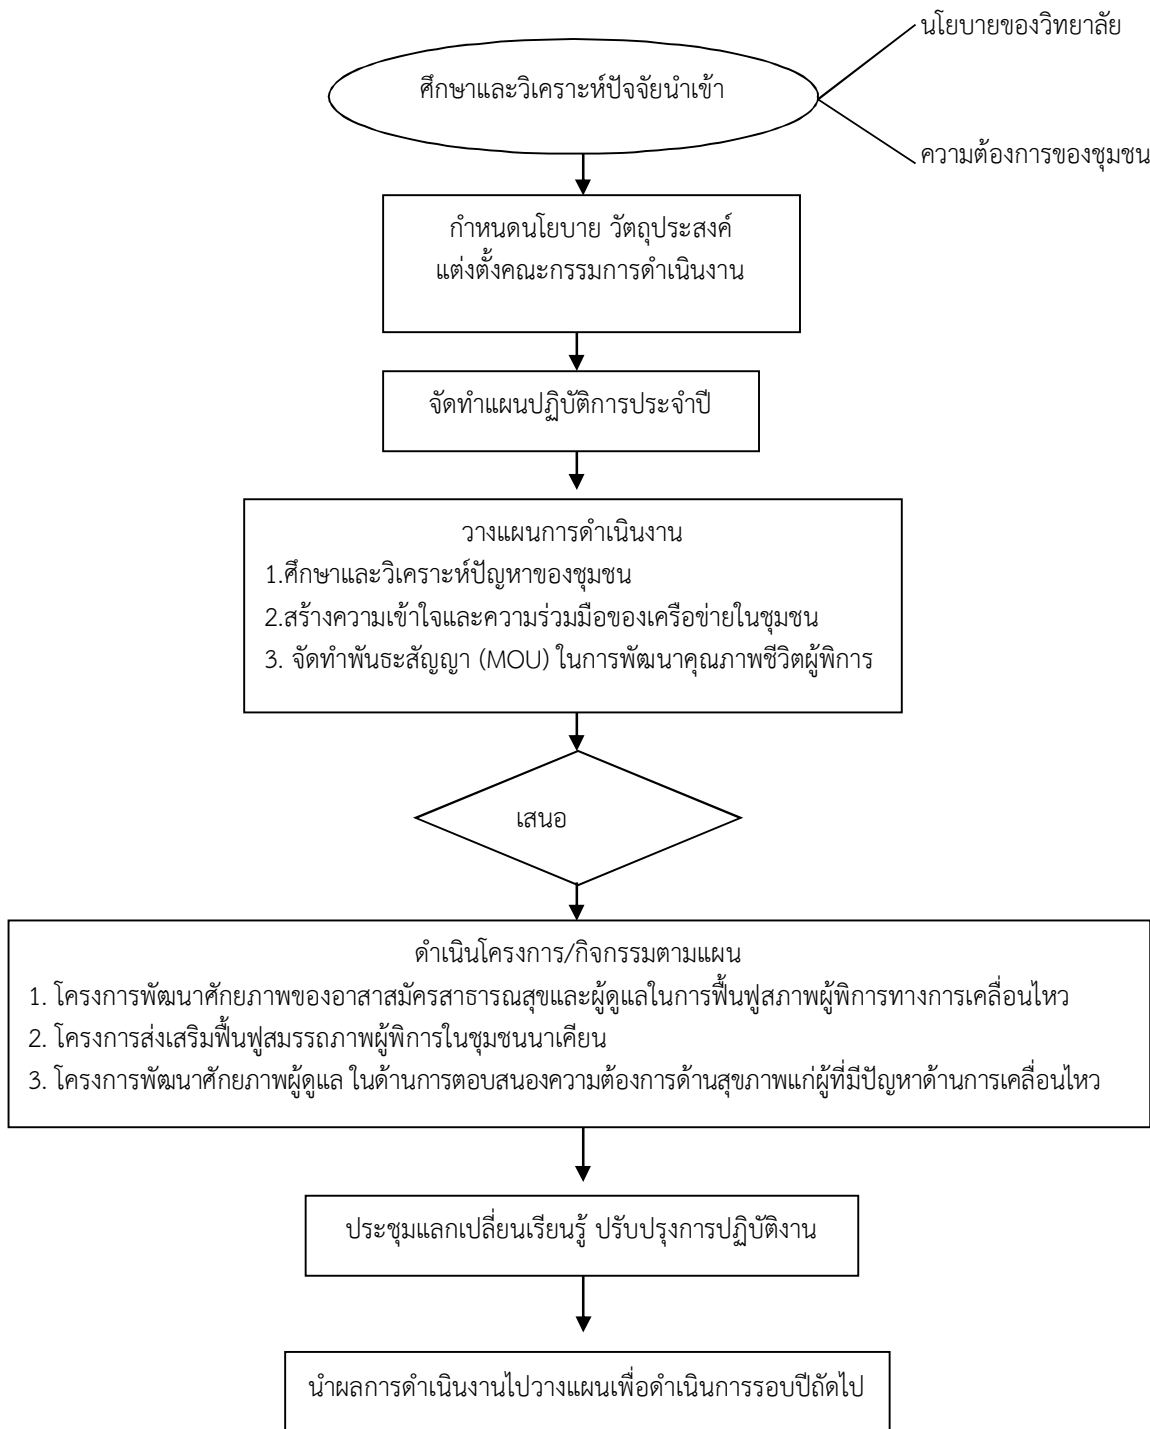 นโยบายของวิทยาลัย
ศึกษาและวิเคราะห์ปัจจัยนำเข้า
ความต้องการของชุมชน
กำหนดนโยบาย วัตถุประสงค์
แต่งตั้งคณะกรรมการดำเนินงาน
จัดทำแผนปฏิบัติการประจำปี
วางแผนการดำเนินงาน
1.ศึกษาและวิเคราะห์ปัญหาของชุมชน
2.สร้างความเข้าใจและความร่วมมือของเครือข่ายในชุมชน
3. จัดทำพันธะสัญญา (MOU) ในการพัฒนาคุณภาพชีวิตผู้พิการ
เสนอ
ดำเนินโครงการ/กิจกรรมตามแผน
1. โครงการพัฒนาศักยภาพของอาสาสมัครสาธารณสุขและผู้ดูแลในการฟื้นฟูสภาพผู้พิการทางการเคลื่อนไหว
2. โครงการส่งเสริมฟื้นฟูสมรรถภาพผู้พิการในชุมชนนาเคียน
3. โครงการพัฒนาศักยภาพผู้ดูแล ในด้านการตอบสนองความต้องการด้านสุขภาพแก่ผู้ที่มีปัญหาด้านการเคลื่อนไหว
ประชุมแลกเปลี่ยนเรียนรู้ ปรับปรุงการปฏิบัติงาน
นำผลการดำเนินงานไปวางแผนเพื่อดำเนินการรอบปีถัดไป